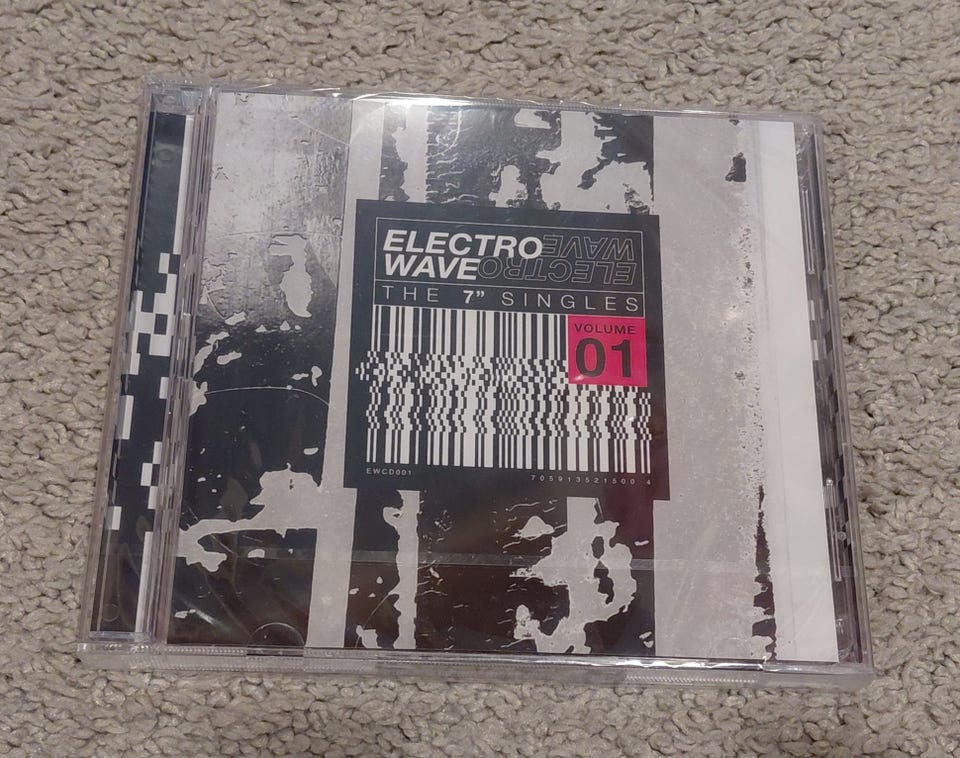 ELECTRO ELECTRO
WAVE WAVE
THE 7” SINGLES
VOLUME
01
EWCD001
705913521500 4